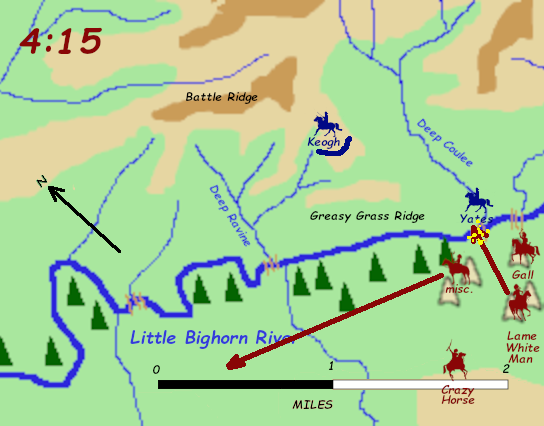 4:15
Battle Ridge
Keogh
Deep Coulee
N
Deep Ravine
Greasy Grass Ridge
Yates
Gall
misc.
Lame
White
Man
Little Bighorn River
0 1 2
MILES
Crazy
Horse